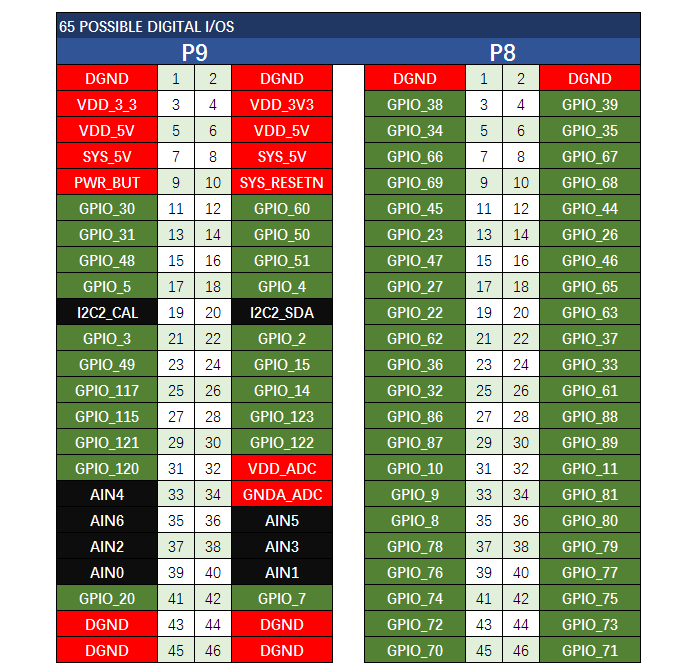 65 POSSIBLE DIGITAL I/OS
P9 P8
DGND 1 2 DGND DGND 1 2 DGND
VDD_3_3 3 4 VDD_3V3 GPIO_38 3 4 GPIO_39
VDD_5V 5 6 VDD_5V GPIO_34 5 6 GPIO_35
SYS_5V 7 8 SYS_5V GPIO_66 7 8 GPIO_67
PWR_BUT 9 10 SYS_RESETN GPIO_69 9 10 GPIO_68
GPIO_30 11 12 GPIO_60 GPIO_45 11 12 GPIO_44
GPIO_31 13 14 GPIO_50 GPIO_23 13 14 GPIO_26
GPIO_48 15 16 GPIO_51 GPIO_47 15 16 GPIO_46
GPIO_5 17 18 GPIO_4 GPIO_27 17 18 GPIO_65
I2C2_CAL 19 20 I2C2_SDA GPIO_22 19 20 GPIO_63
GPIO_3 21 22 GPIO_2 GPIO_62 21 22 GPIO_37
GPIO_49 23 24 GPIO_15 GPIO_36 23 24 GPIO_33
GPIO_117 25 26 GPIO_14 GPIO_32 25 26 GPIO_61
GPIO_115 27 28 GPIO_123 GPIO_86 27 28 GPIO_88
GPIO_121 29 30 GPIO_122 GPIO_87 29 30 GPIO_89
GPIO_120 31 32 VDD_ADC GPIO_10 31 32 GPIO_11
AIN4 33 34 GNDA_ADC GPIO_9 33 34 GPIO_81
AIN6 35 36 AIN5 GPIO_8 35 36 GPIO_80
AIN2 37 38 AIN3 GPIO_78 37 38 GPIO_79
AIN0 39 40 AIN1 GPIO_76 39 40 GPIO_77
GPIO_20 41 42 GPIO_7 GPIO_74 41 42 GPIO_75
DGND 43 44 DGND GPIO_72 43 44 GPIO_73
DGND 45 46 DGND GPIO_70 45 46 GPIO_71